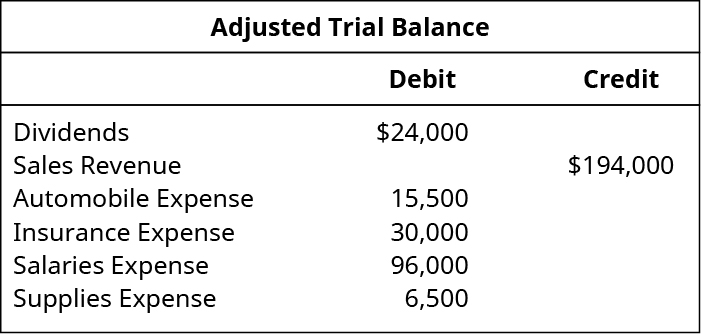 Adjusted Trial Balance
Debit Credit
Dividends $24,000
Sales Revenue $194,000
Automobile Expense 15,500
Insurance Expense 30,000
Salaries Expense 96,000
Supplies Expense 6,500